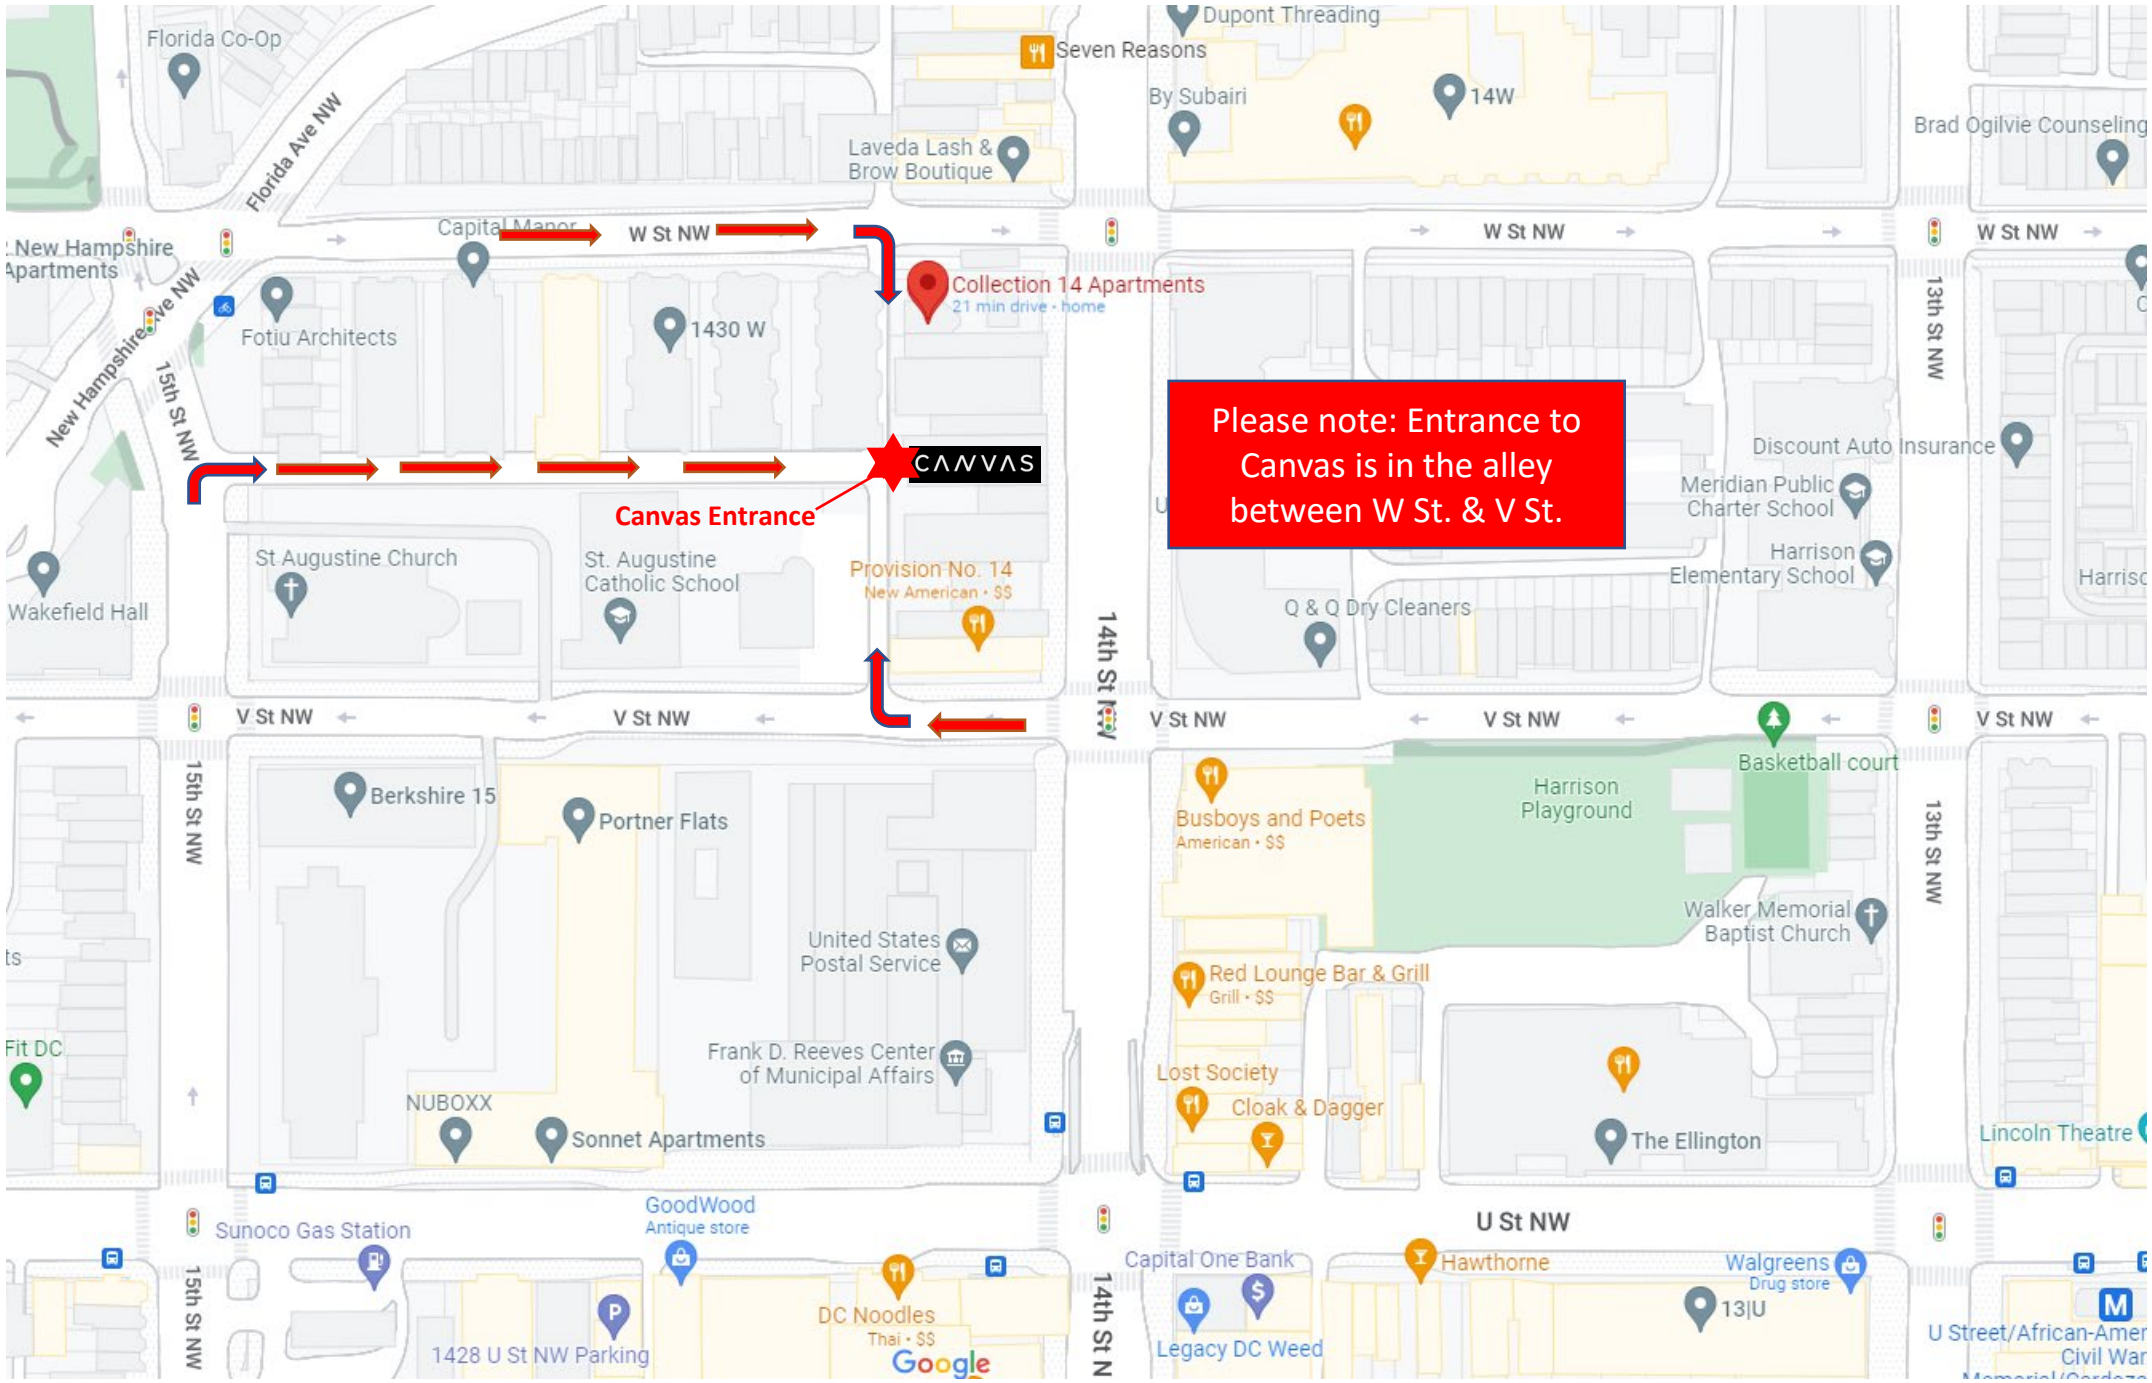 Florida Co-Op
Dupont Threading
Seven Reasons
By Subairi
14W
Brad Ogilvie Counseling
Florida Ave NW
Laveda Lash &
Brow Boutique
Capital Manor
W St NW
W St NW
W St NW
New Hampshire
Apartments
New Hampshire Ave NW
Collection 14 Apartments
21 min drive · home
13th St NW
Fotiu Architects
1430 W
15th St NW
Please note: Entrance to
Canvas is in the alley
between W St. & V St.
Discount Auto Insurance
CANVAS
Canvas Entrance
Meridian Public
Charter School
St Augustine Church
St. Augustine
Catholic School
Provision No. 14
New American · $$
Harrison
Elementary School
Wakefield Hall
Q & Q Dry Cleaners
14th St NW
V St NW
V St NW
V St NW
V St NW
V St NW
15th St NW
Berkshire 15
Portner Flats
Busboys and Poets
American · $$
Harrison
Playground
Basketball court
13th St NW
Walker Memorial
Baptist Church
United States
Postal Service
Red Lounge Bar & Grill
Grill · $$
Fit DC
Frank D. Reeves Center
of Municipal Affairs
Lost Society
Cloak & Dagger
NUBOXX
Sonnet Apartments
The Ellington
Lincoln Theatre
GoodWood
Antique store
U St NW
Sunoco Gas Station
15th St NW
Capital One Bank
Hawthorne
Walgreens
Drug store
14th St N
DC Noodles
Thai · $$
13|U
P
M
1428 U St NW Parking
Google
Legacy DC Weed
U Street/African-Amer
Civil War